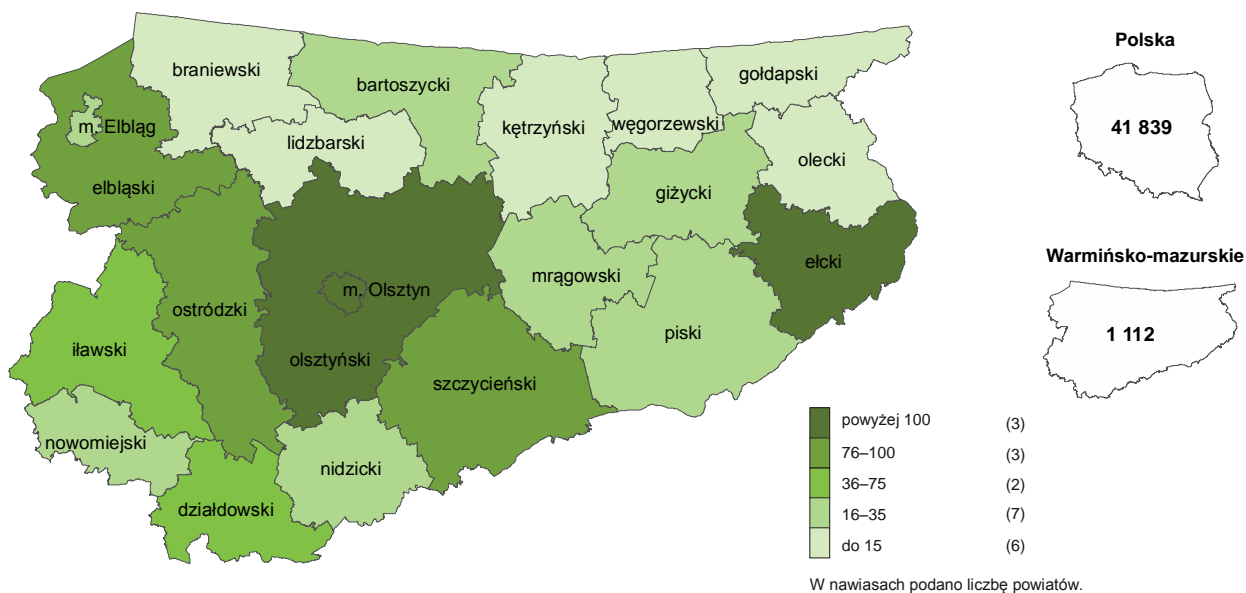 braniewski
bartoszycki
gołdapski
m. Elbląg
lidzbarski
kętrzyński
węgorzewski
olecki
elbląski
giżycki
ełcki
mrągowski
m. Olsztyn
ostródzki
piski
iławski
olsztyński
szczycieński
nowomiejski
nidzicki
działdowski
Polska
41 839
Warmińsko-mazurskie
1 112
powyżej 100 (3)
76–100 (3)
36–75 (2)
16–35 (7)
do 15 (6)
W nawiasach podano liczbę powiatów.